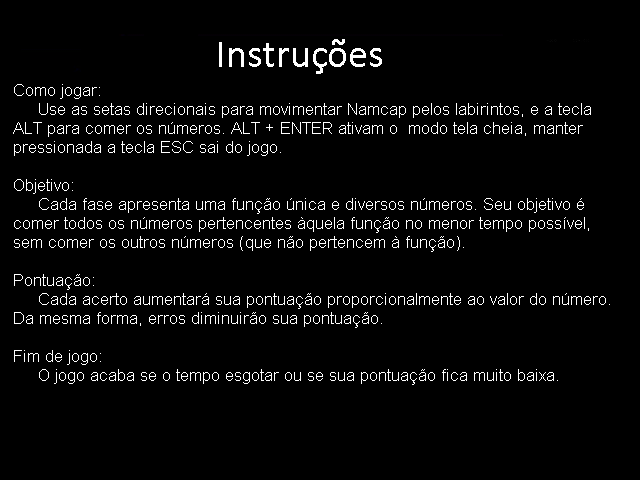 Instruções
Como jogar:
Use as setas direcionais para movimentar Namcap pelos labirintos, e a tecla
ALT para comer os números. ALT + ENTER ativam o  modo tela cheia, manter
pressionada a tecla ESC sai do jogo.
Objetivo:
Cada fase apresenta uma função única e diversos números. Seu objetivo é
comer todos os números pertencentes àquela função no menor tempo possível,
sem comer os outros números (que não pertencem à função).
Pontuação:
Cada acerto aumentará sua pontuação proporcionalmente ao valor do número.
Da mesma forma, erros diminuirão sua pontuação.
Fim de jogo:
O jogo acaba se o tempo esgotar ou se sua pontuação fica muito baixa.